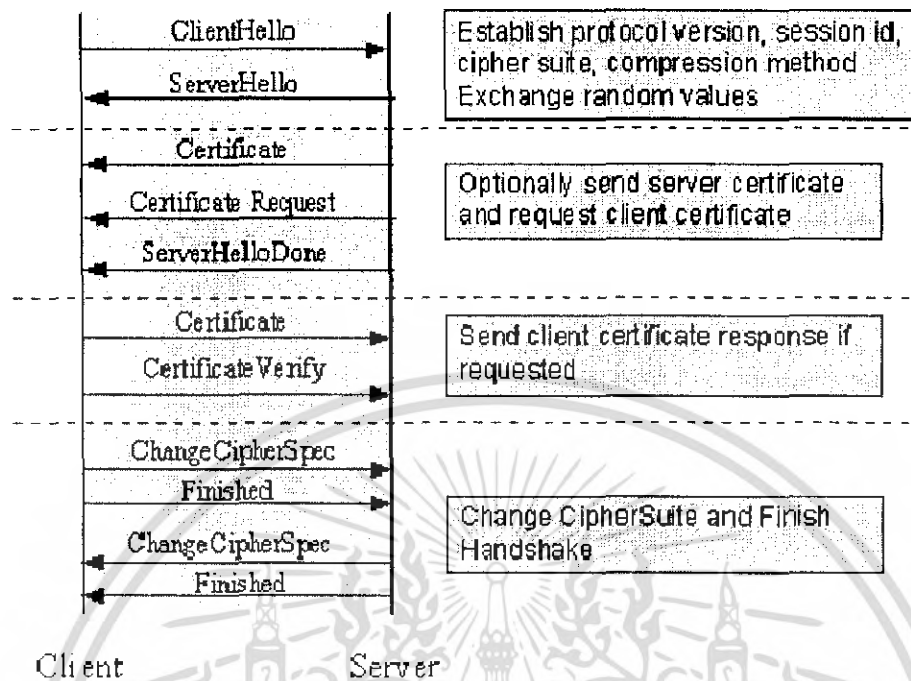 ClientHello
ServerHello
Establish protocol version, session id,
cipher suite, compression method
Exchange random values
Certificate
Certificate Request
ServerHelloDone
Optionally send server certificate
and request client certificate
Certificate
CertificateVerify
Send client certificate response if
requested
ChangeCipherSpec
Finished
ChangeCipherSpec
Finished
Change CipherSuite and Finish
Handshake
Client
Server